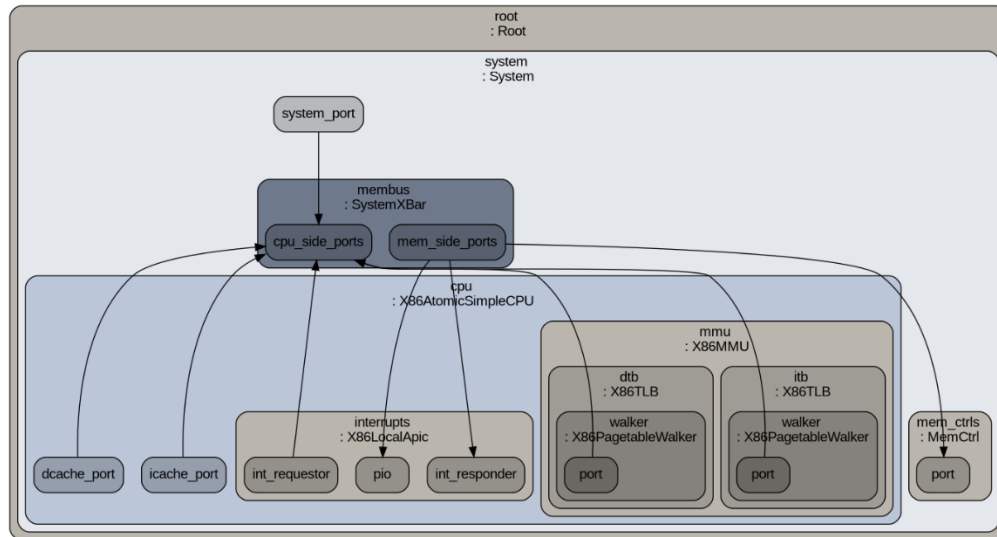 root
: Root
system
: System
system_port
membus
: SystemXBar
cpu_side_ports
mem_side_ports
cpu
: X86AtomicSimpleCPU
mmu
: X86MMU
dtb
: X86TLB
itb
: X86TLB
interrupts
: X86LocalApic
walker
: X86PagetableWalker
walker
: X86PagetableWalker
mem_ctrls
: MemCtrl
dcache_port
icache_port
int_requestor
pio
int_responder
port
port
port